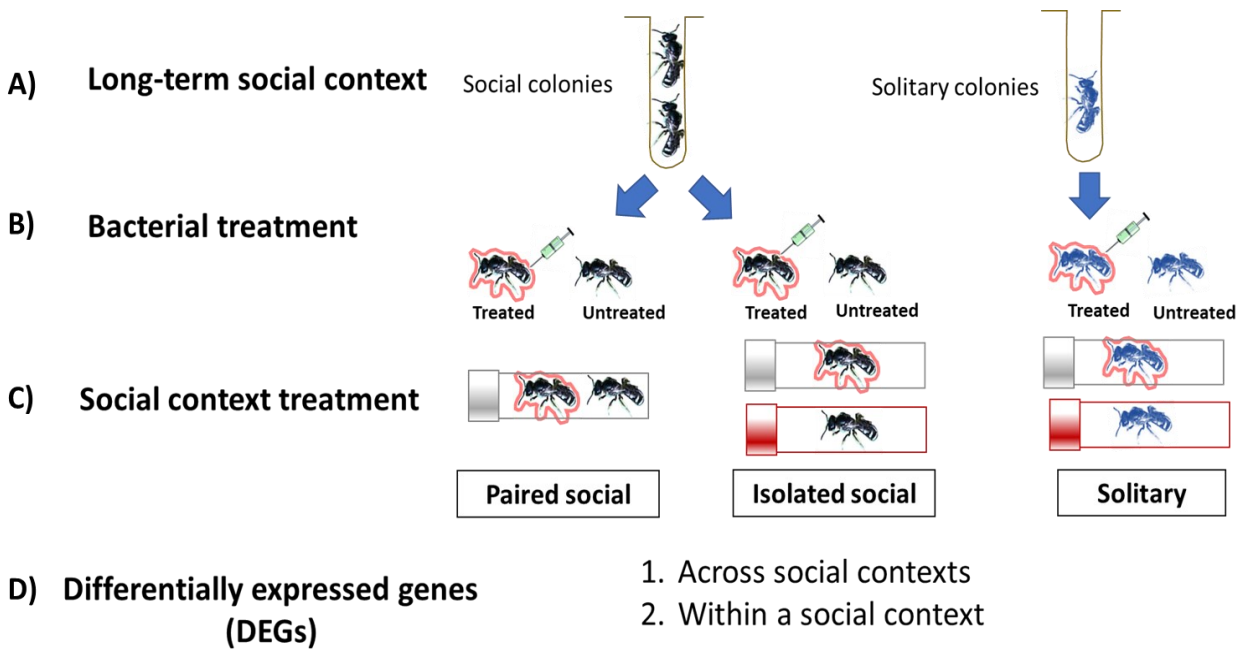 A) Long-term social context
Social colonies
Solitary colonies
B) Bacterial treatment
Treated Untreated
Treated Untreated
Treated Untreated
C) Social context treatment
Paired social
Isolated social
Solitary
D) Differentially expressed genes
(DEGs)
1. Across social contexts
2. Within a social context